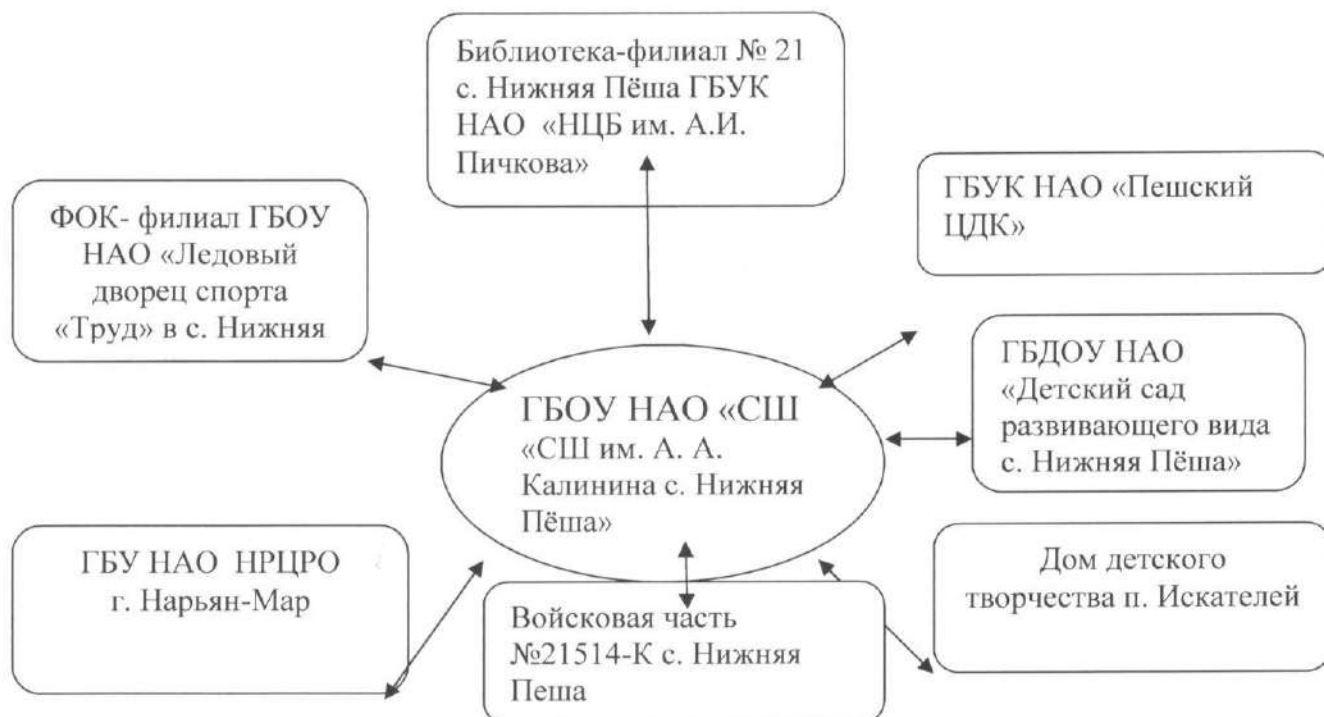 Библиотека-филиал № 21
с. Нижняя Пёша ГБУК
НАО «НЦБ им. А.И.
Пичкова»
ГБУК НАО «Пешский
ЦДК»
ФОК- филиал ГБОУ
НАО «Ледовый
дворец спорта
«Труд» в с. Нижняя
ГБОУ НАО «СШ
«СШ им. А. А.
Калинина с. Нижняя
Пёша»
ГБДОУ НАО
«Детский сад
развивающего вида
с. Нижняя Пёша»
ГБУ НАО НРЦРО
г. Нарьян-Мар
Войсковая часть
№21514-К с. Нижняя
Пеша
Дом детского
творчества п. Искателей